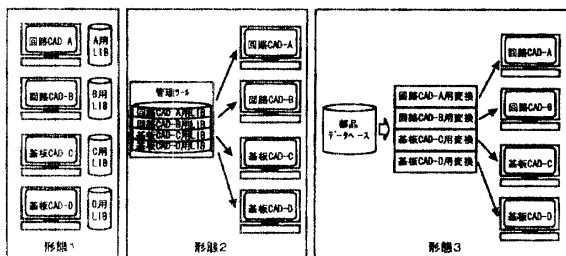 回路CAD A
A用
LIB
回路CAD-B
B用
LIB
基板CAD C
C用
LIB
基板CAD D
D用
LIB
形態1
管理ツール
回路CAD A用LIB
回路CAD-B用LIB
基板CAD-C用LIB
基板CAD-D用LIB
回路CAD-A
回路CAD-B
基板CAD-C
基板CAD-D
形態2
部品
データベース
回路CAD-A用変換
回路CAD-B用変換
基板CAD-C用変換
基板CAD-D用変換
回路CAD-A
回路CAD-B
基板CAD-C
基板CAD-D
形態3